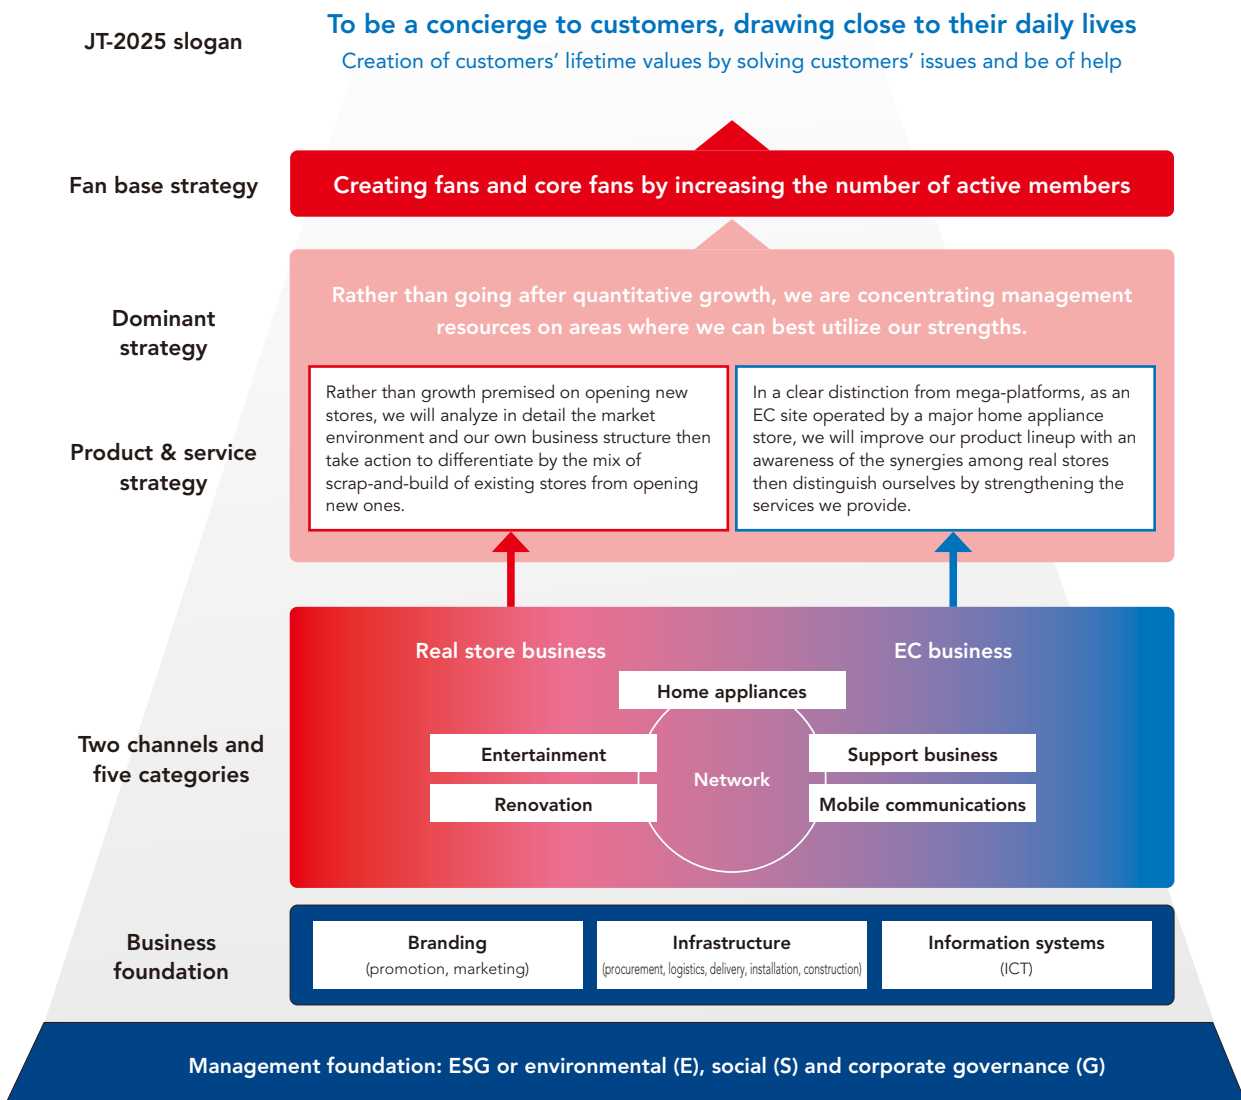 JT-2025 slogan
To be a concierge to customers, drawing close to their daily lives
Creation of customers’ lifetime values by solving customers’ issues and be of help
Fan base strategy
Creating fans and core fans by increasing the number of active members
Dominant
strategy
Rather than going after quantitative growth, we are concentrating management
resources on areas where we can best utilize our strengths.
Product & service
strategy
Rather than growth premised on opening new
stores, we will analyze in detail the market
environment and our own business structure then
take action to differentiate by the mix of
scrap-and-build of existing stores from opening
new ones.
In a clear distinction from mega-platforms, as an
EC site operated by a major home appliance
store, we will improve our product lineup with an
awareness of the synergies among real stores
then distinguish ourselves by strengthening the
services we provide.
Two channels and
five categories
Real store business
EC business
Home appliances
Entertainment
Support business
Network
Renovation
Mobile communications
Business
foundation
Branding
(promotion, marketing)
Infrastructure
(procurement, logistics, delivery, installation, construction)
Information systems
(ICT)
Management foundation: ESG or environmental (E), social (S) and corporate governance (G)